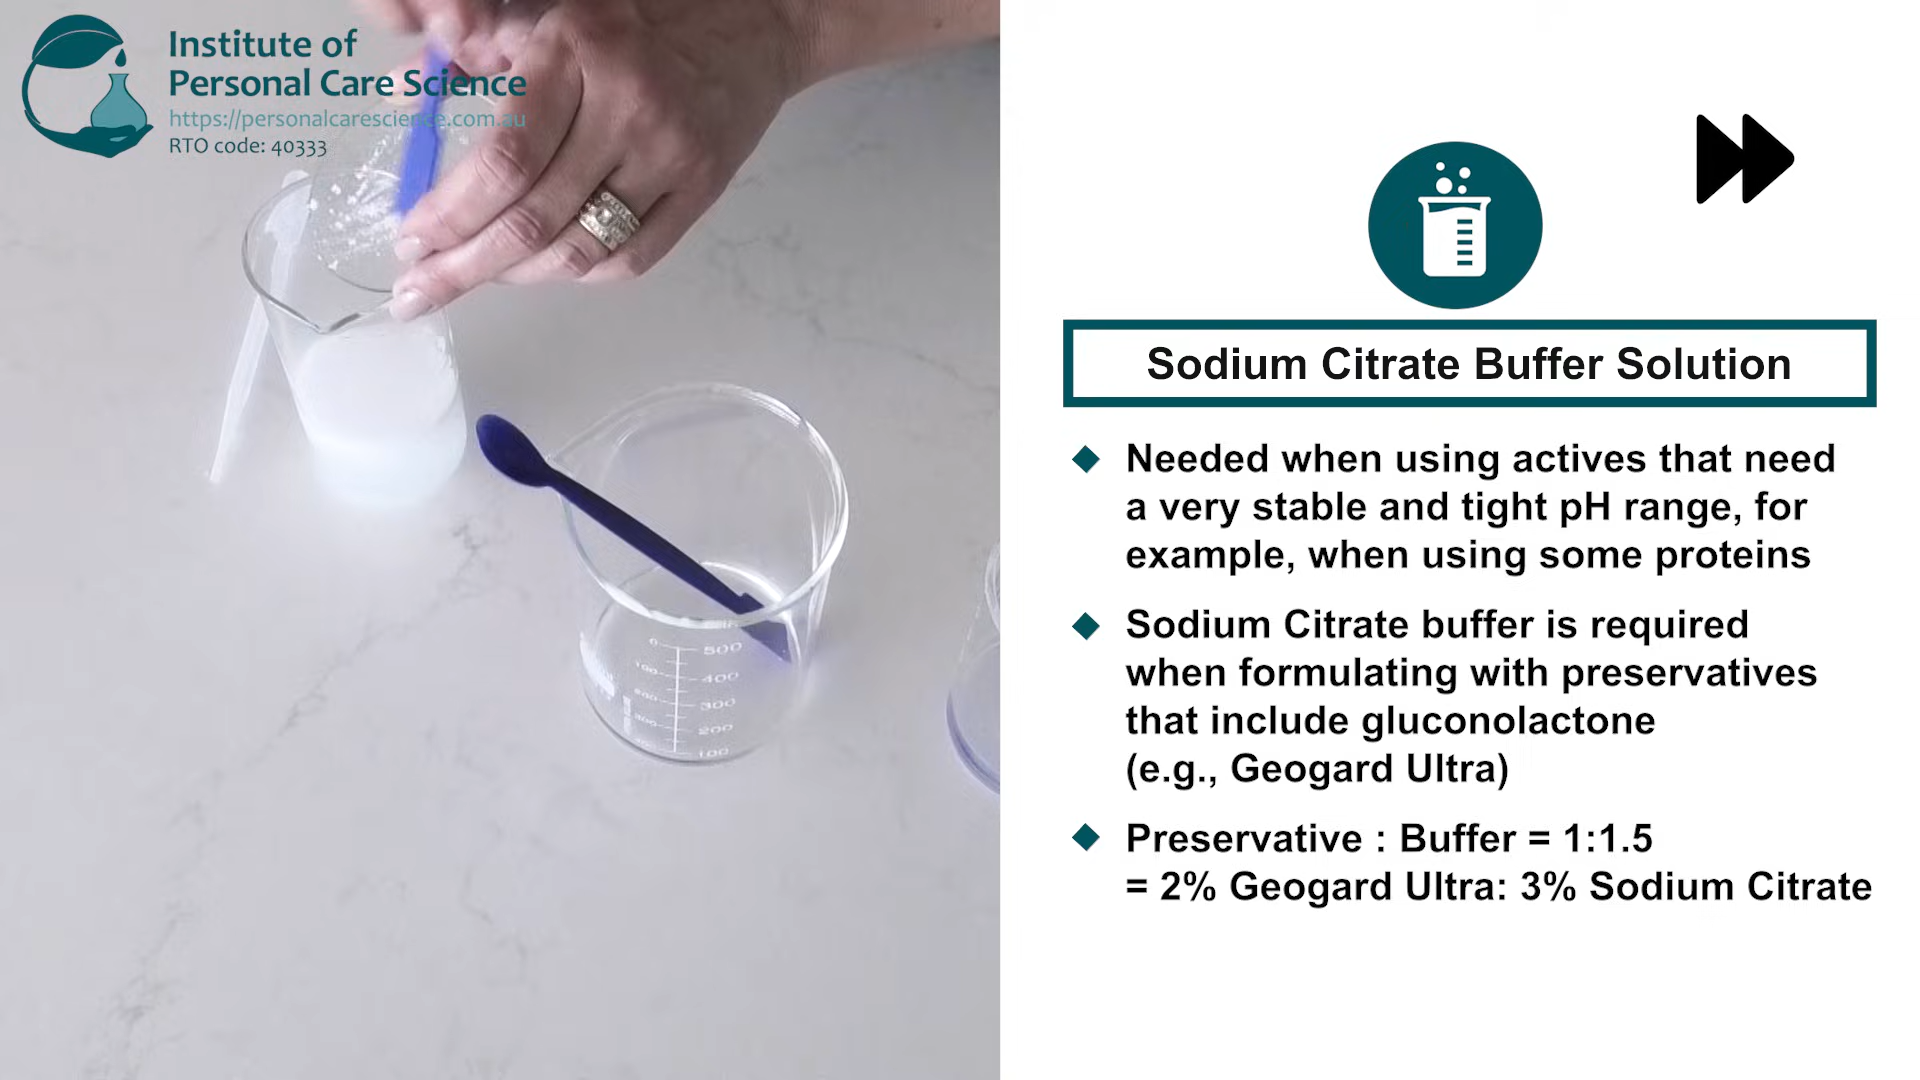 Institute of
Personal Care Science
https://personalcarescience.com.au
RTO code: 40333
Sodium Citrate Buffer Solution
Needed when using actives that need
a very stable and tight pH range, for
example, when using some proteins
Sodium Citrate buffer is required
when formulating with preservatives
that include gluconolactone
(e.g., Geogard Ultra)
Preservative : Buffer = 1:1.5
= 2% Geogard Ultra: 3% Sodium Citrate
500
400
300
200
100